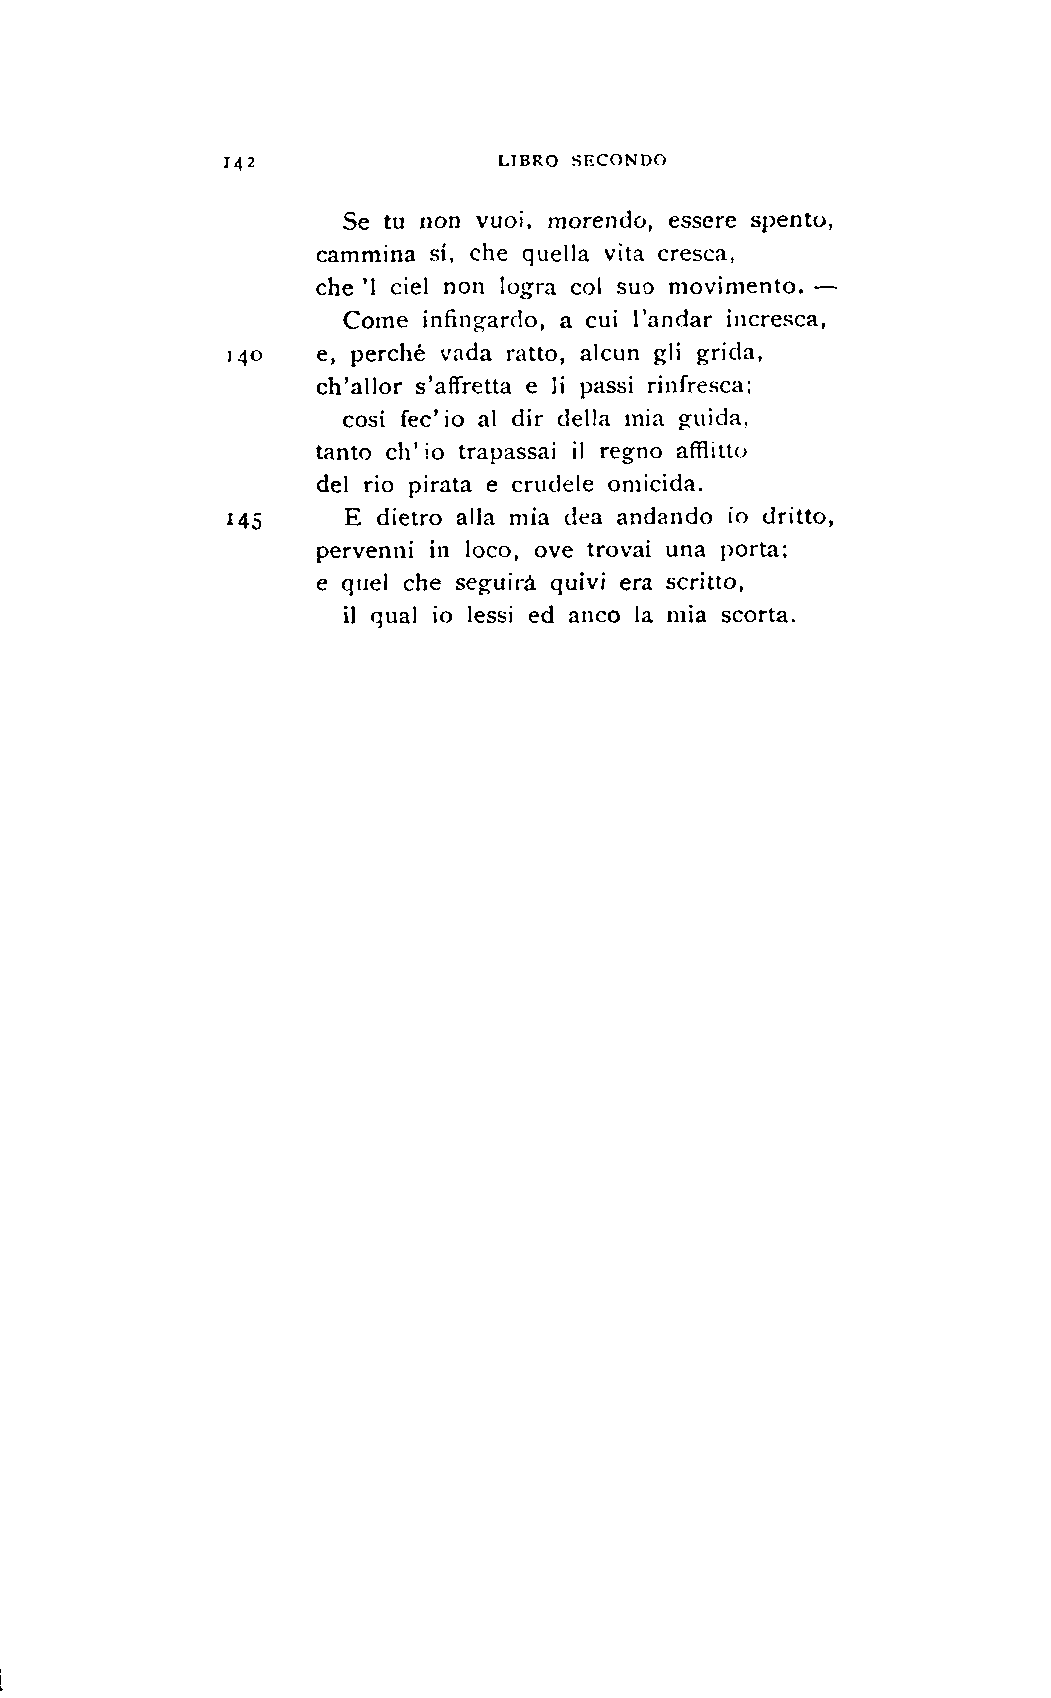 142 LIBRO SECONDO
Se tu non vuoi, morendo, essere spento,
cammina sí, che quella vita cresca,
che 'l ciel non logra col suo movimento. —
Come infingardo, a cui l'andar incresca,
140 e, perché vada ratto, alcun gli grida,
ch'allor s'affretta e li passi rinfresca;
cosí fec' io al dir della mia guida,
tanto ch' io trapassai il regno afflitto
del rio pirata e crudele omicida.
145 E dietro alla mia dea andando io dritto,
pervenni in loco, ove trovai una porta;
e quel che seguirá quivi era scritto,
il qual io lessi ed anco la mia scorta.